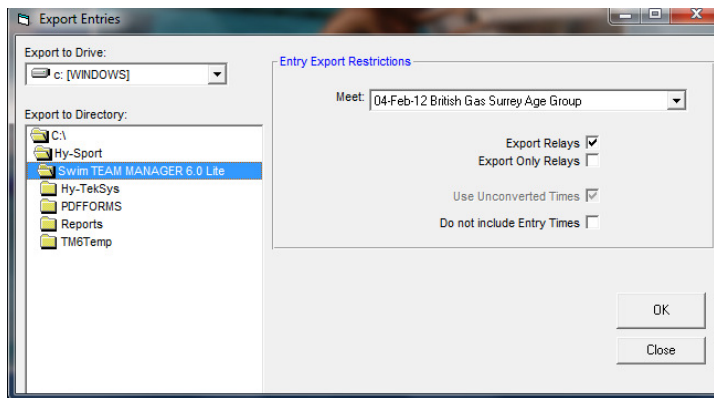 Export Entries
Export to Drive:
c: [WINDOWS]
Export to Directory:
C:\
Hy-Sport
Swim TEAM MANAGER 6.0 Lite
Hy-TekSys
PDFFORMS
Reports
TM6Temp
Entry Export Restrictions
Meet: 04-Feb-12 British Gas Surrey Age Group
Export Relays
Export Only Relays
Use Unconverted Times
Do not include Entry Times
OK
Close